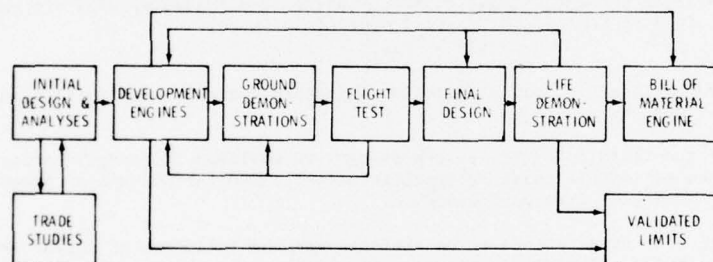 INITIAL
DESIGN &
ANALYSES
DEVELOPMENT
ENGINES
GROUND
DEMON-
STRATIONS
FLIGHT
TEST
FINAL
DESIGN
LIFE
DEMON-
STRATION
BILL OF
MATERIAL
ENGINE
TRADE
STUDIES
VALIDATED
LIMITS